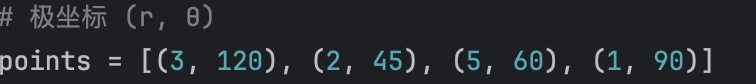 # 极坐标 (r, θ)
points = [(3, 120), (2, 45), (5, 60), (1, 90)]